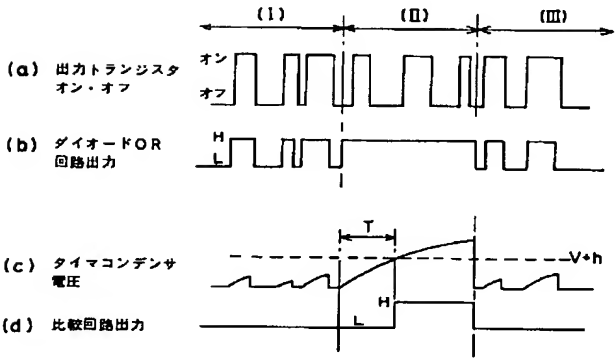 (I) (II) (III)
(a) 出力トランジスタ
オン・オフ
オン
オフ
(b) ダイオードOR
回路出力
H
L
T
(c) タイマコンデンサ
電圧
V+h
(d) 比較回路出力
H
L